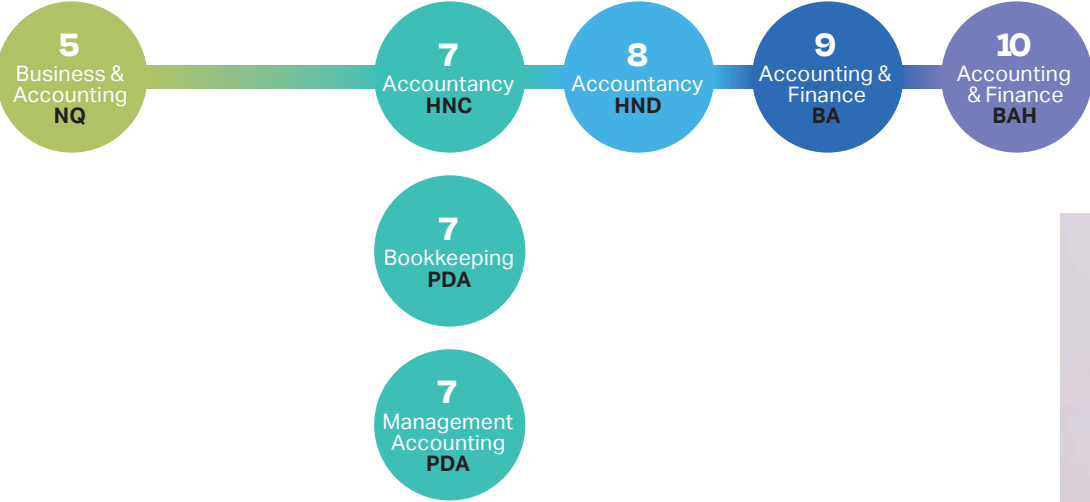 5
Business &
Accounting
NQ
7
Accountancy
HNC
8
Accountancy
HND
9
Accounting &
Finance
BA
10
Accounting
& Finance
BAH
7
Bookkeeping
PDA
7
Management
Accounting
PDA